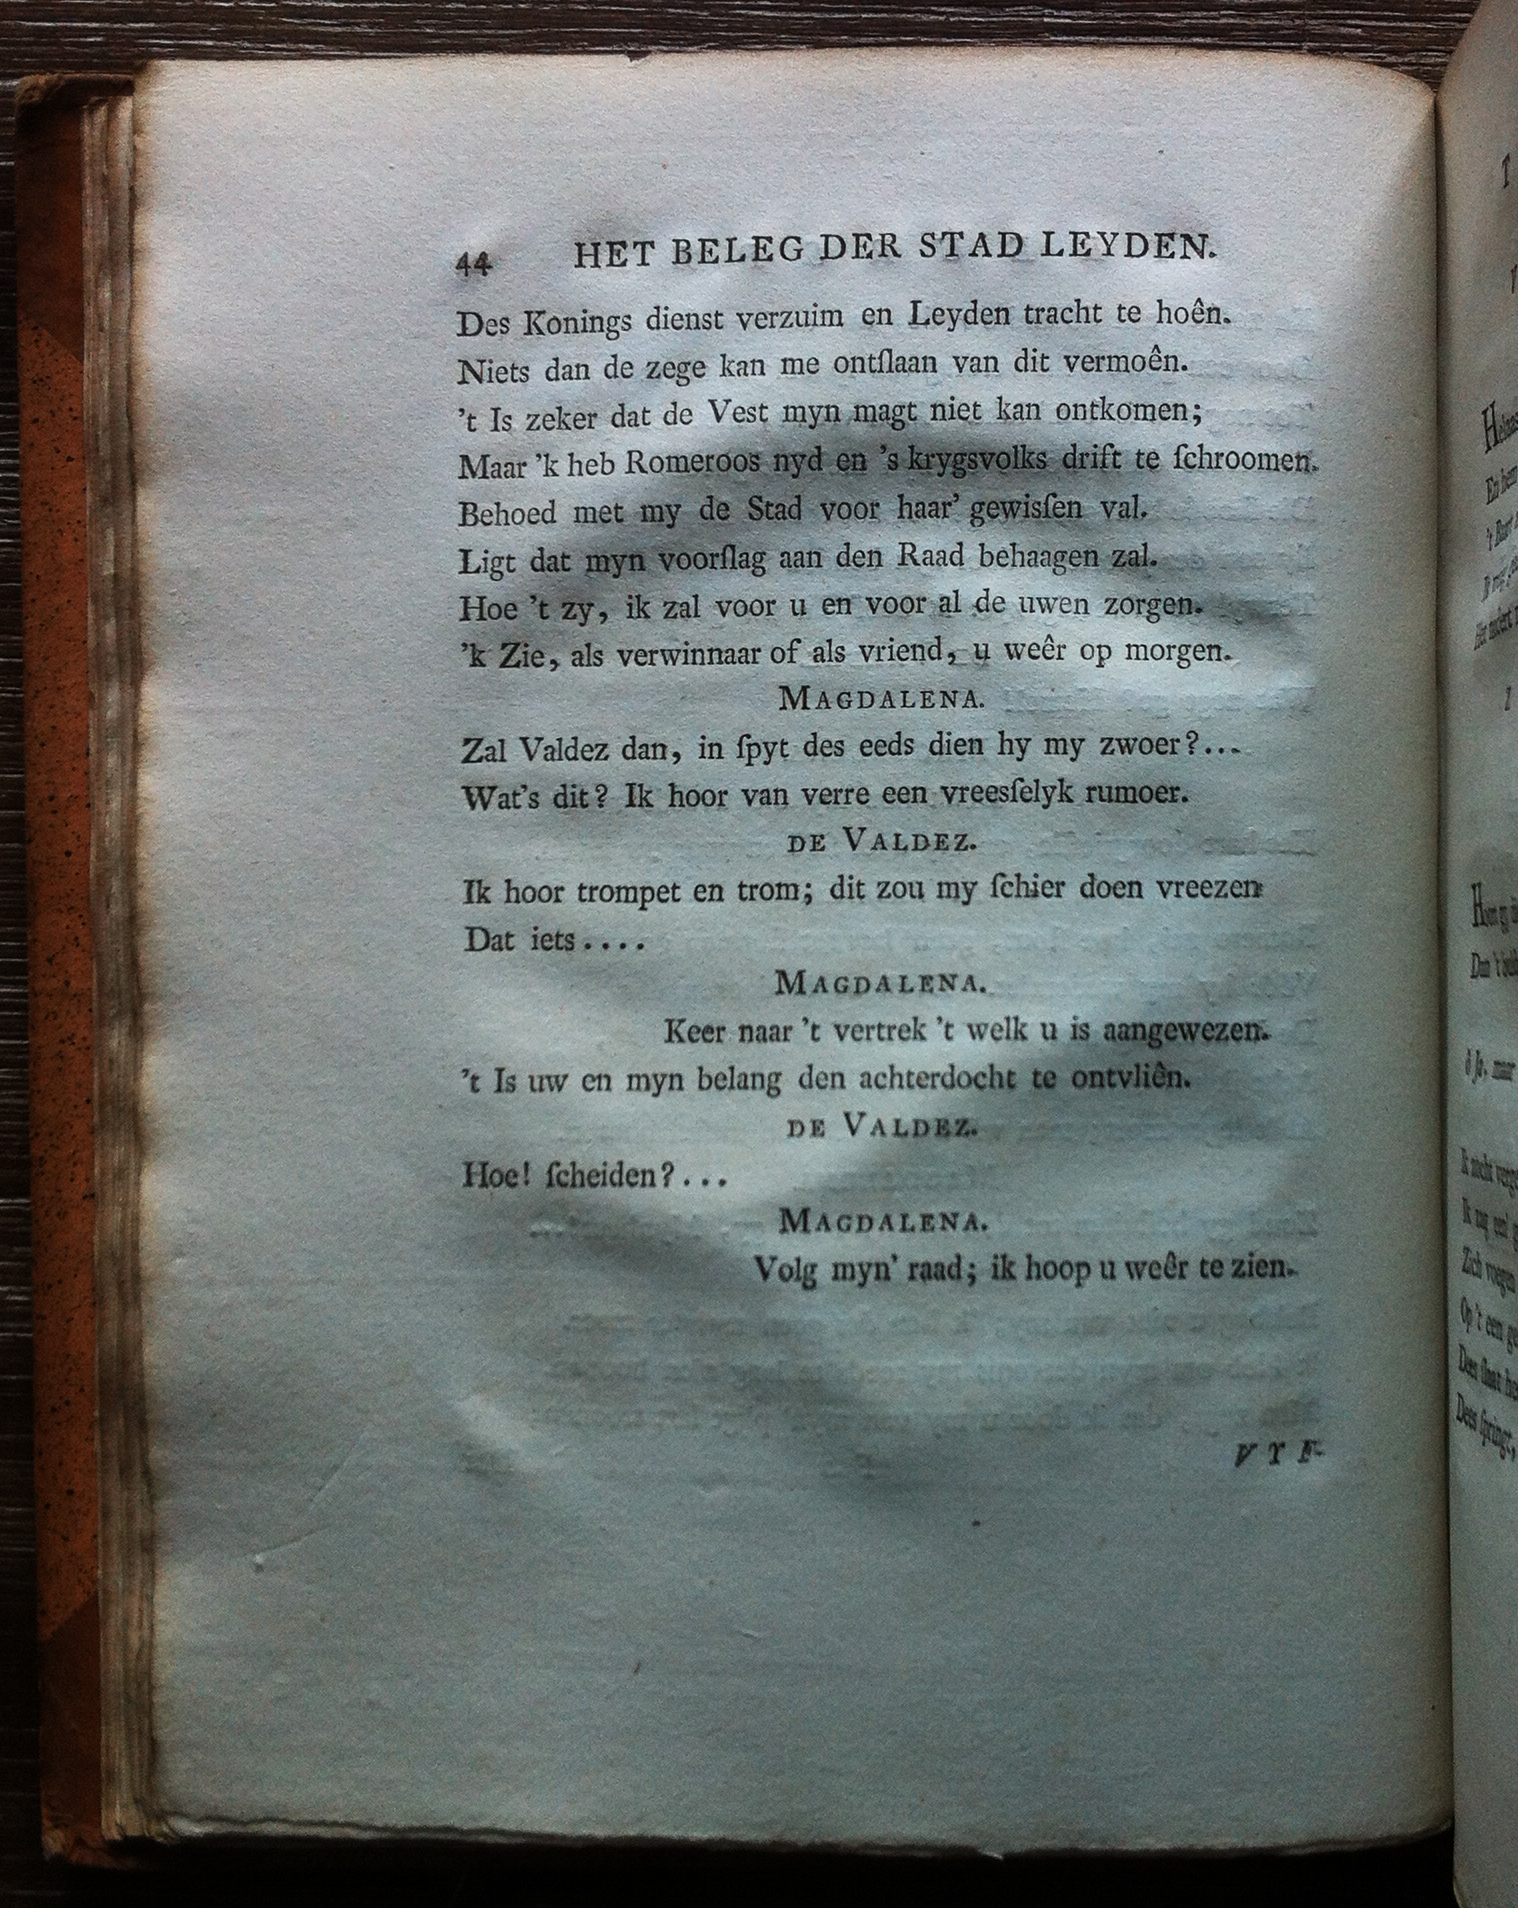 44 HET BELEG DER STAD LEYDEN.
Des Konings dienst verzuim en Leyden tracht te hoên.
Niets dan de zege kan me ontſlaan van dit vermoên.
't Is zeker dat de Vest myn magt niet kan ontkomen;
Maar 'k heb Romeroos nyd en 's krygsvolks drift te ſchroomen.
Behoed met my de Stad voor haar' gewisſen val.
Ligt dat myn voorſlag aan den Raad behaagen zal.
Hoe 't zy, ik zal voor u en voor al de uwen zorgen.
'k Zie, als verwinnaar of als vriend, u weêr op morgen.
MAGDALENA.
Zal Valdez dan, in ſpyt des eeds dien hy my zwoer?...
Wat's dit? Ik hoor van verre een vreesſelyk rumoer.
DE VALDEZ.
Ik hoor trompet en trom; dit zou my ſchier doen vreezen
Dat iets....
MAGDALENA.
Keer naar 't vertrek 't welk u is aangewezen.
't Is uw en myn belang den achterdocht te ontvliên.
DE VALDEZ.
Hoe! ſcheiden?...
MAGDALENA.
Volg myn' raad; ik hoop u weêr te zien.
VYF-